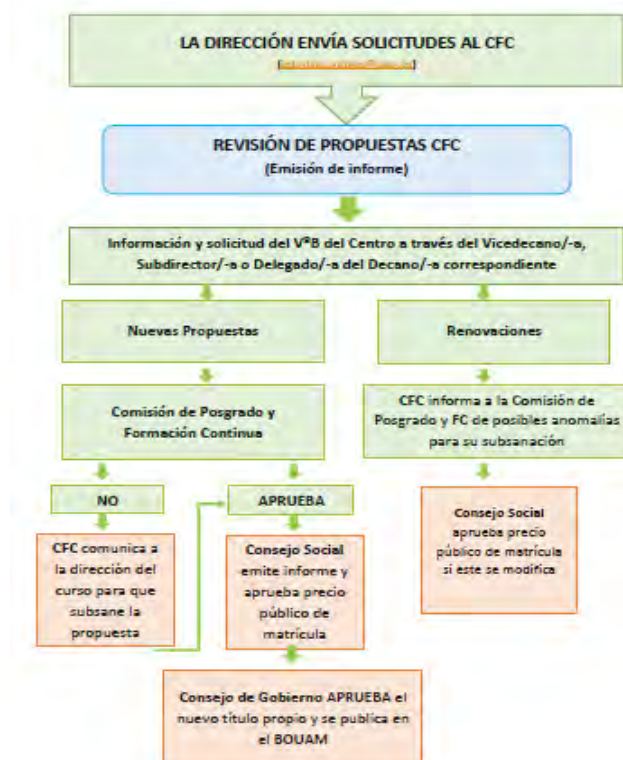 LA DIRECCIÓN ENVÍA SOLICITUDES AL CFC
REVISIÓN DE PROPUESTAS CFC
(Emisión de informe)
Información y solicitud del VºB del Centro a través del Vicedecano/-a,
Subdirector/-a o Delegado/-a del Decano/-a correspondiente
Nuevas Propuestas
Renovaciones
Comisión de Posgrado y
Formación Continua
CFC informa a la Comisión de
Posgrado y FC de posibles anomalías
para su subsanación
NO
APRUEBA
CFC comunica a
la dirección del
curso para que
subsane la
propuesta
Consejo Social
emite informe y
aprueba precio
público de
matrícula
Consejo Social
aprueba precio
público de matrícula
si este se modifica
Consejo de Gobierno APRUEBA el
nuevo título propio y se publica en
el BOUAM